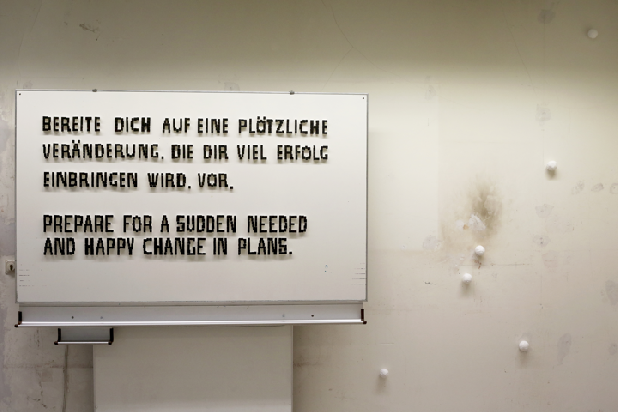 BEREITE DICH AUF EINE PLÖTZLICHE
VERÄNDERUNG, DIE DIR VIEL ERFOLG
EINBRINGEN WIRD, VOR.
PREPARE FOR A SUDDEN NEEDED
AND HAPPY CHANGE IN PLANS.